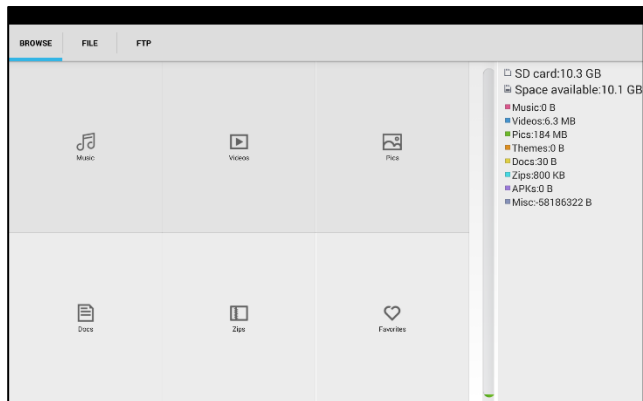 BROWSE FILE FTP
Music Videos Pics
Docs Zips Favorites
SD card:10.3 GB
Space available:10.1 GB
Music:0 B
Videos:6.3 MB
Pics:184 MB
Themes:0 B
Docs:30 B
Zips:800 KB
APKs:0 B
Misc:-58186322 B